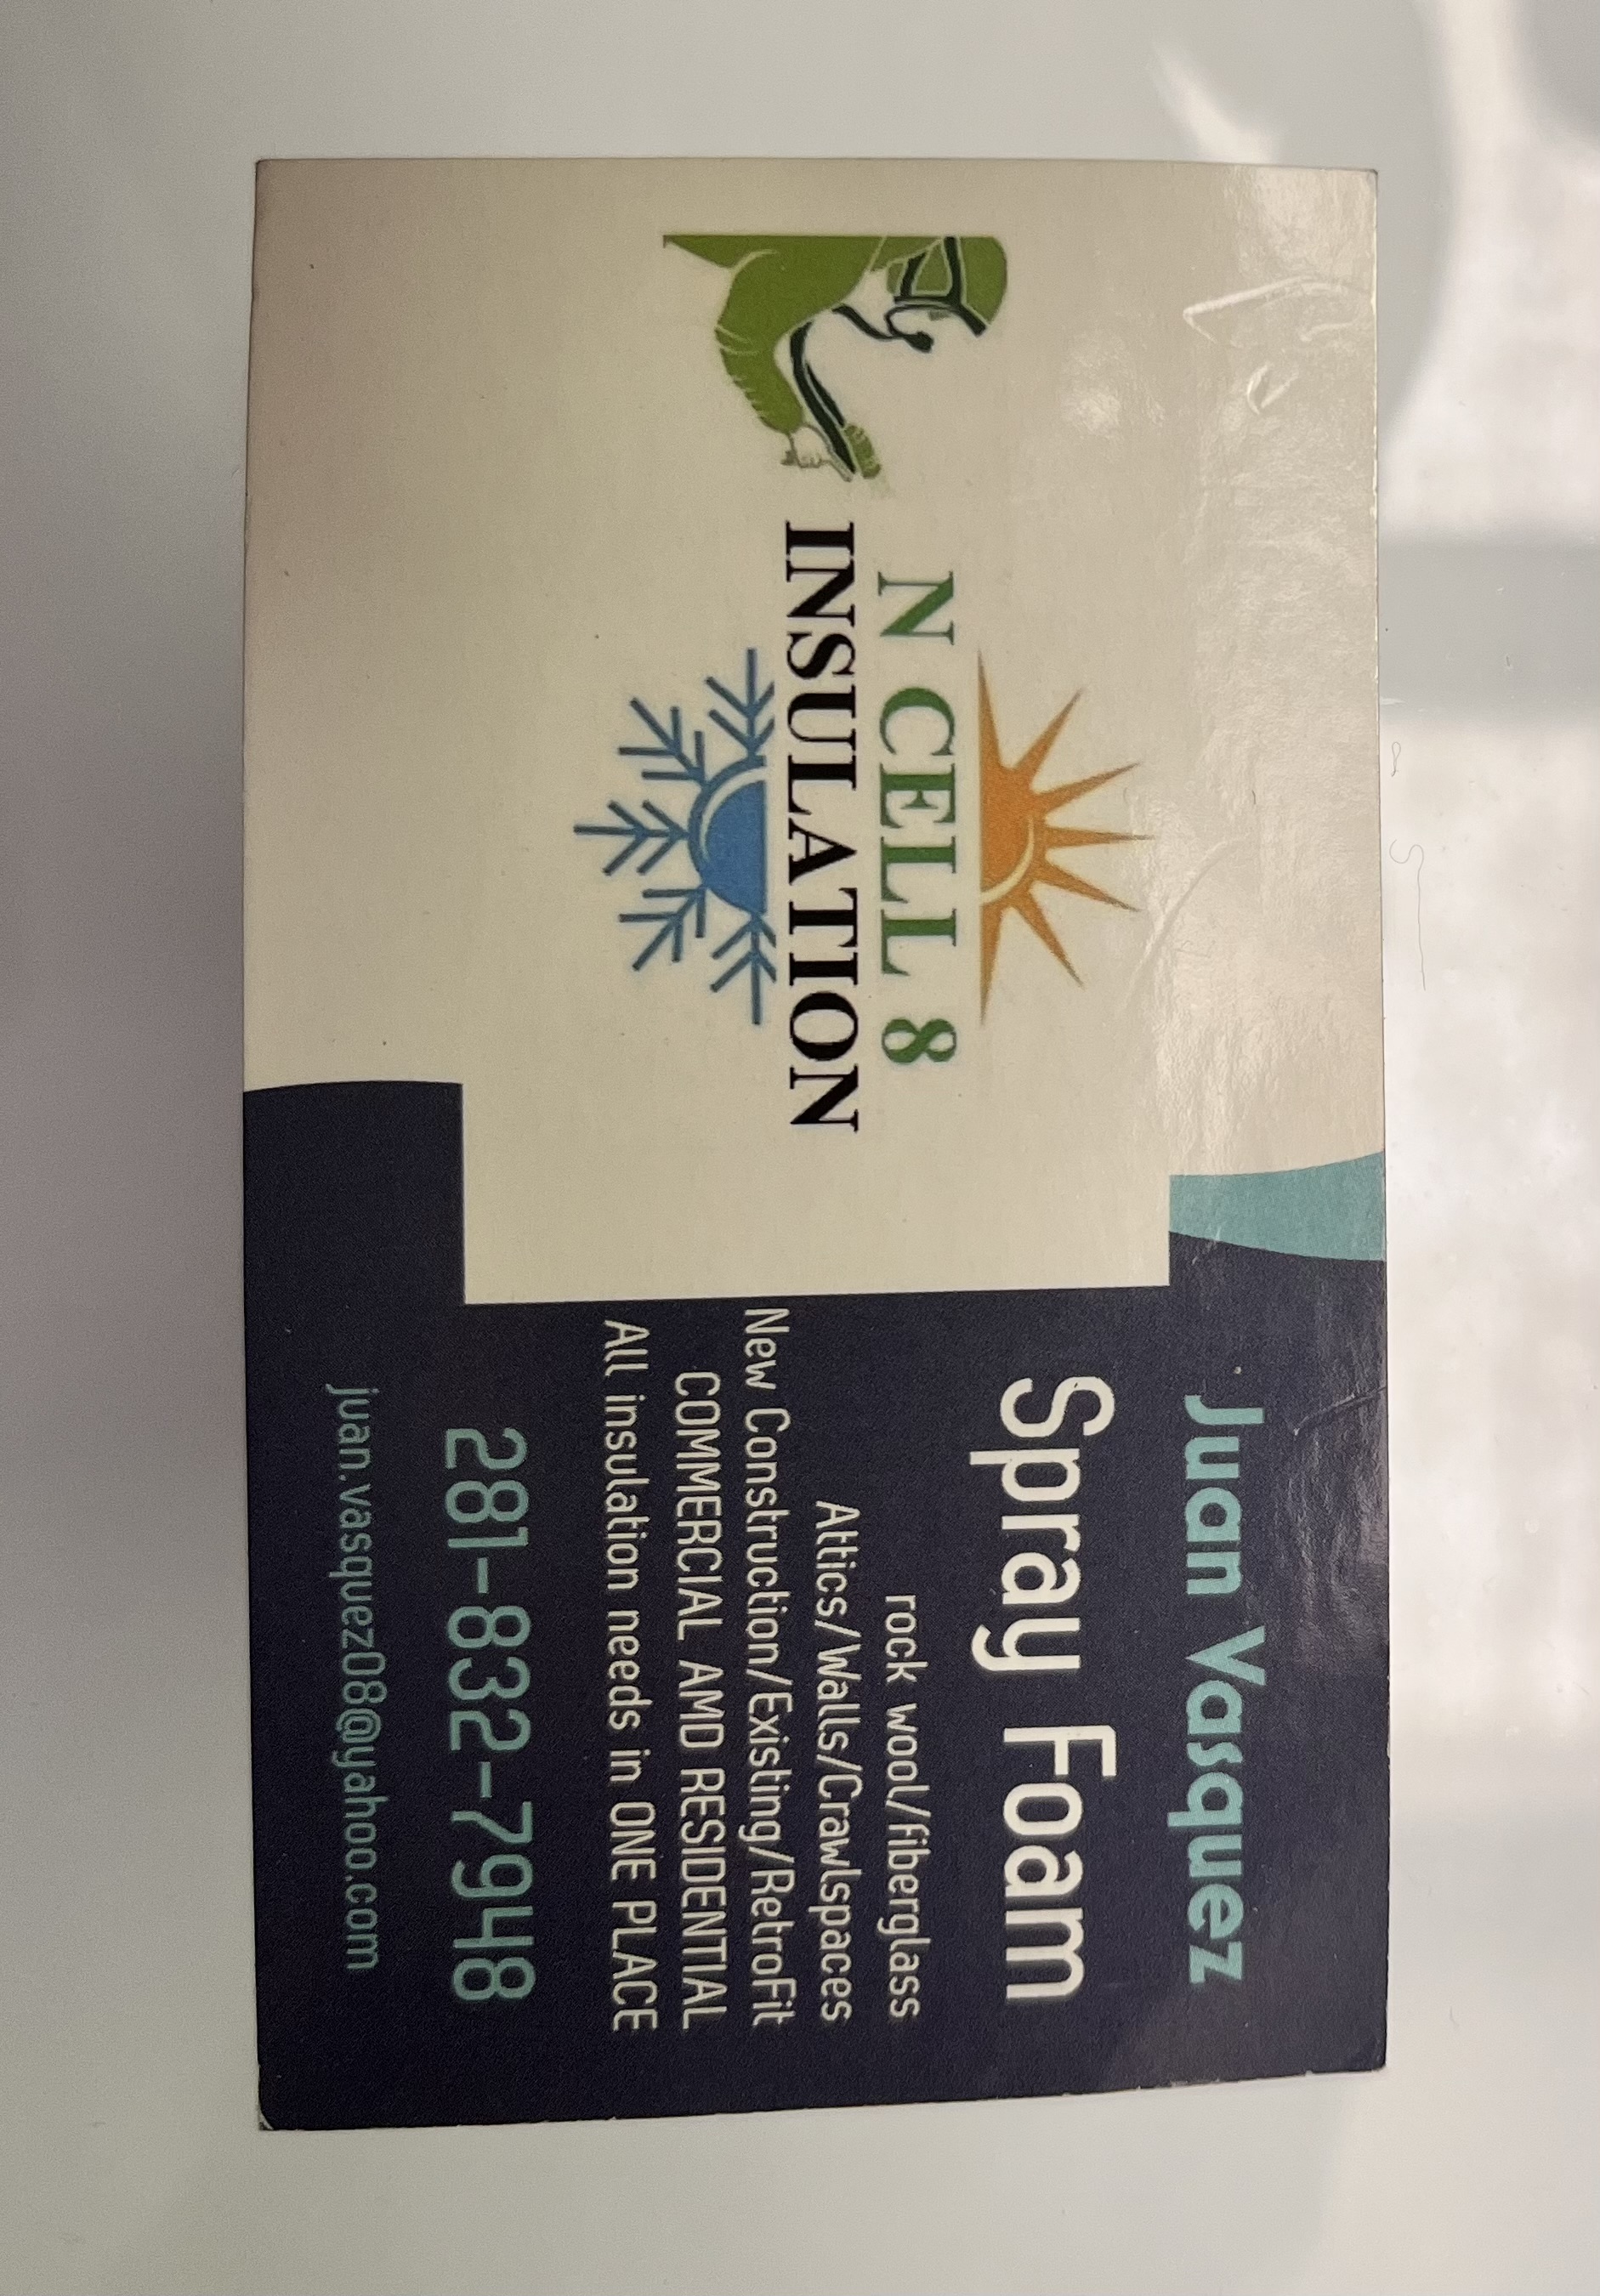 N CELL 8
INSULATION
Juan Vasquez
Spray Foam
rock wool/fiberglass
Attics/Walls/Crawlspaces
New Construction/Existing/RetroFit
COMMERCIAL AMD RESIDENTIAL
All insulation needs in ONE PLACE
281-832-7948
juan.vasquez08@yahoo.com